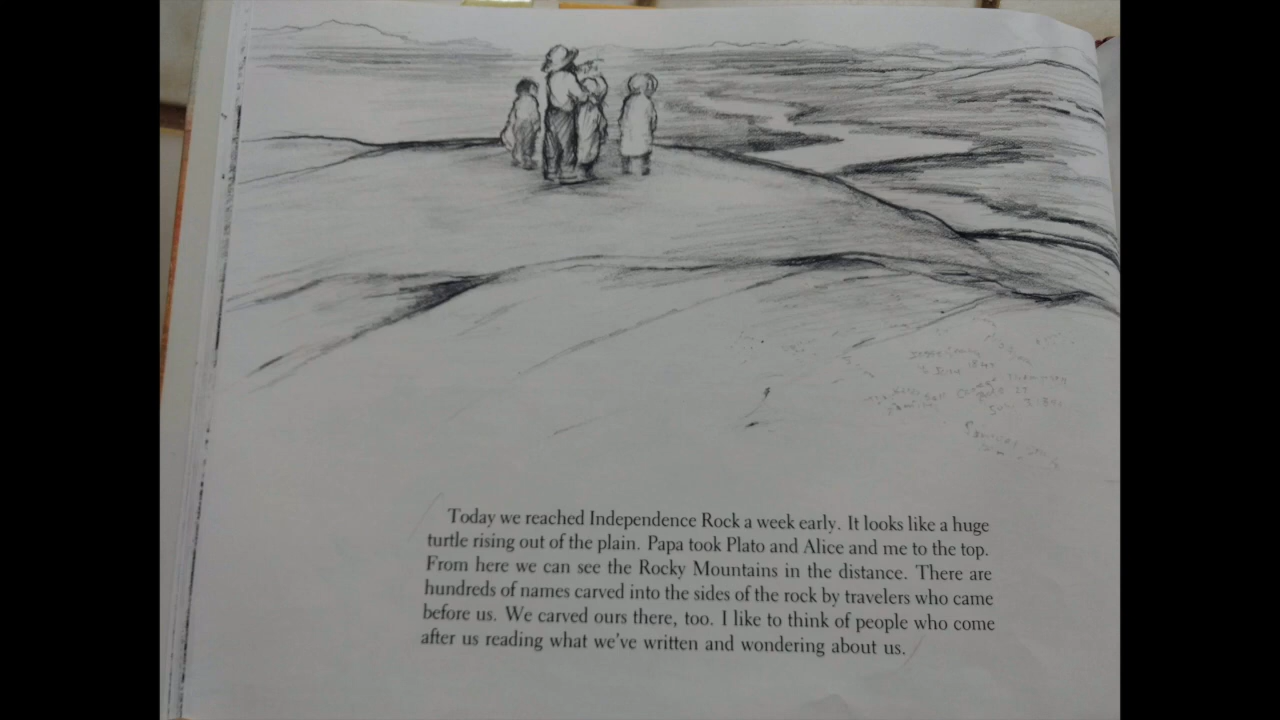 Today we reached Independence Rock a week early. It looks like a huge
turtle rising out of the plain. Papa took Plato and Alice and me to the top.
From here we can see the Rocky Mountains in the distance. There are
hundreds of names carved into the sides of the rock by travelers who came
before us. We carved ours there, too. I like to think of people who come
after us reading what we've written and wondering about us.